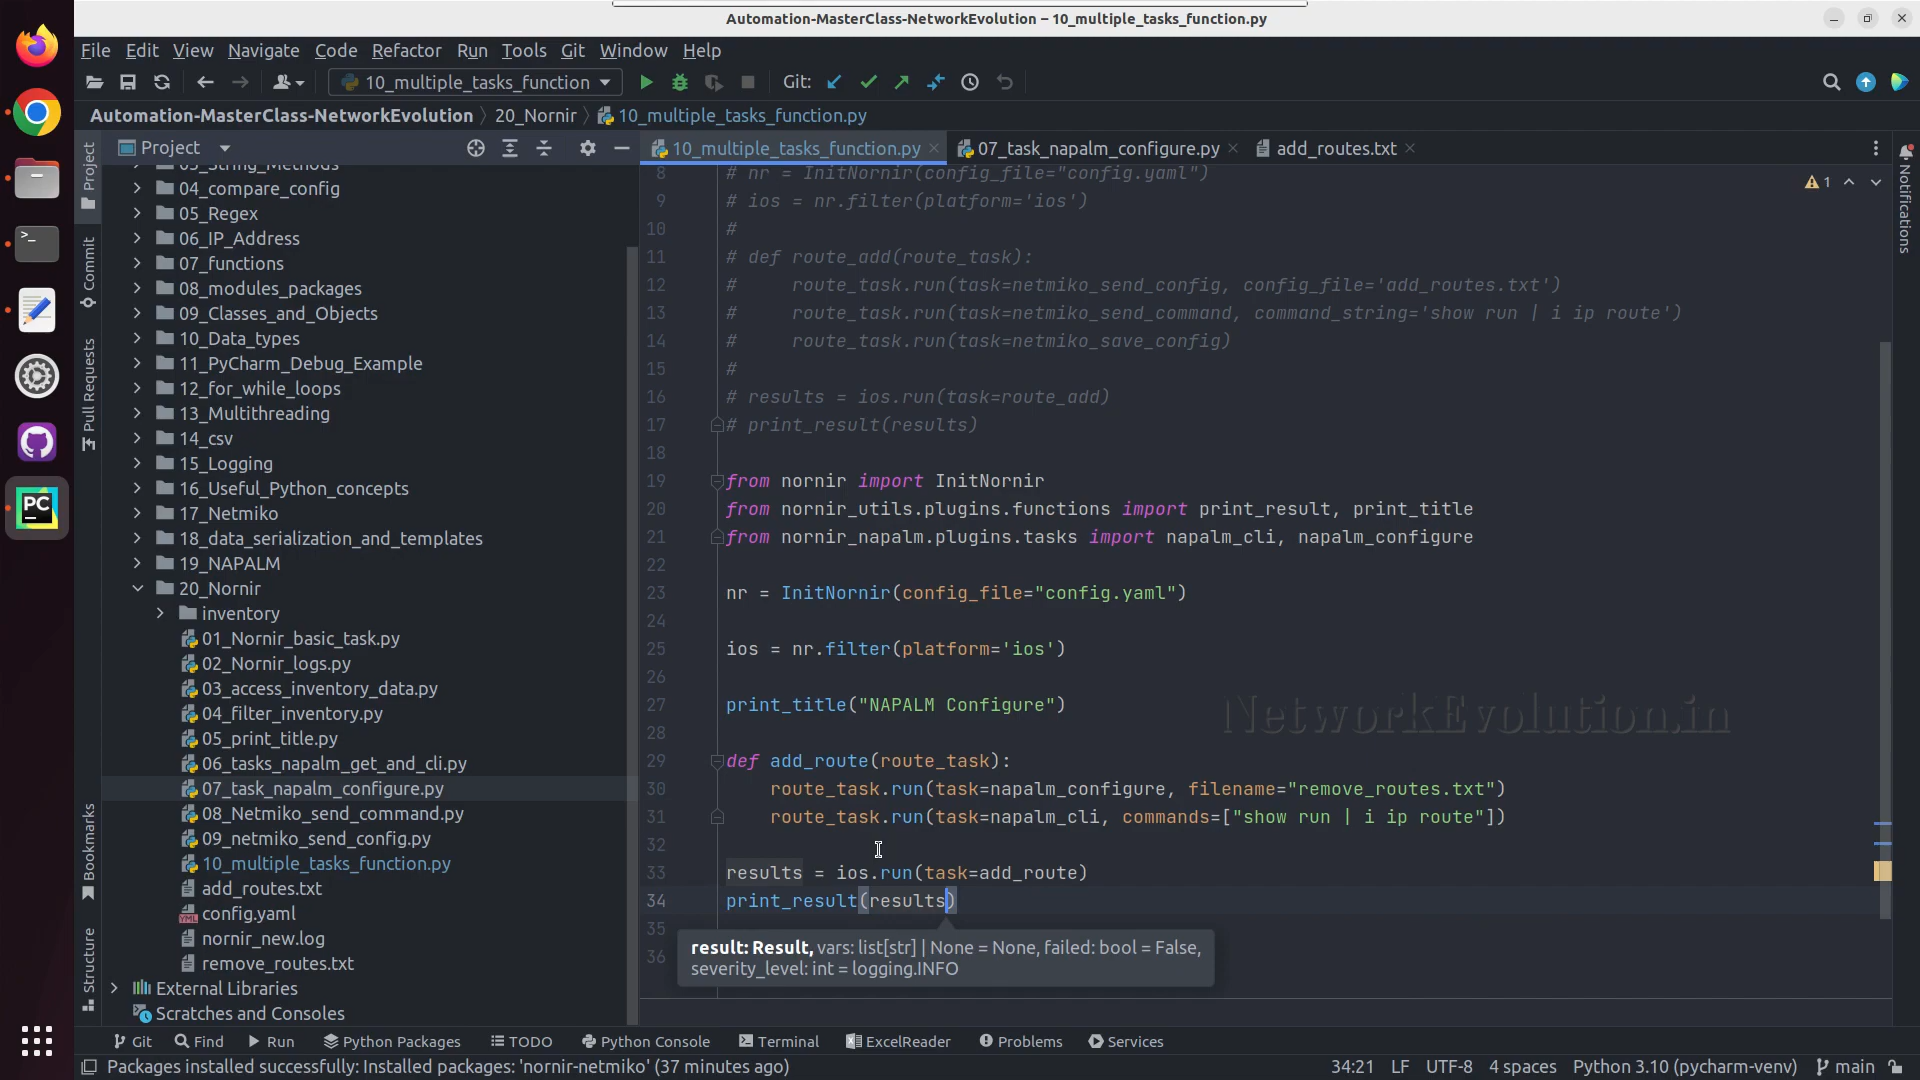 Automation-MasterClass-NetworkEvolution – 10_multiple_tasks_function.py
File Edit View Navigate Code Refactor Run Tools Git Window Help
10_multiple_tasks_function Git:
Automation-MasterClass-NetworkEvolution 20_Nornir 10_multiple_tasks_function.py
Project 10_multiple_tasks_function.py 07_task_napalm_configure.py add_routes.txt
Project
Commit
Pull Requests
Bookmarks
Structure
Notifications
03_String_Methods
04_compare_config
05_Regex
06_IP_Address
07_functions
08_modules_packages
09_Classes_and_Objects
10_Data_types
11_PyCharm_Debug_Example
12_for_while_loops
13_Multithreading
14_csv
15_Logging
16_Useful_Python_concepts
17_Netmiko
18_data_serialization_and_templates
19_NAPALM
20_Nornir
inventory
01_Nornir_basic_task.py
02_Nornir_logs.py
03_access_inventory_data.py
04_filter_inventory.py
05_print_title.py
06_tasks_napalm_get_and_cli.py
07_task_napalm_configure.py
08_Netmiko_send_command.py
09_netmiko_send_config.py
10_multiple_tasks_function.py
add_routes.txt
config.yaml
nornir_new.log
remove_routes.txt
External Libraries
Scratches and Consoles
1
8 # nr = InitNornir(config_file="config.yaml")
9 # ios = nr.filter(platform='ios')
10 #
11 # def route_add(route_task):
12 #     route_task.run(task=netmiko_send_config, config_file='add_routes.txt')
13 #     route_task.run(task=netmiko_send_command, command_string='show run | i ip route')
14 #     route_task.run(task=netmiko_save_config)
15 #
16 # results = ios.run(task=route_add)
17 # print_result(results)
18
19 from nornir import InitNornir
20 from nornir_utils.plugins.functions import print_result, print_title
21 from nornir_napalm.plugins.tasks import napalm_cli, napalm_configure
22
23 nr = InitNornir(config_file="config.yaml")
24
25 ios = nr.filter(platform='ios')
26
27 print_title("NAPALM Configure")
28
29 def add_route(route_task):
30     route_task.run(task=napalm_configure, filename="remove_routes.txt")
31     route_task.run(task=napalm_cli, commands=["show run | i ip route"])
32
33 results = ios.run(task=add_route)
34 print_result(results)
35
36
result: Result, vars: list[str] | None = None, failed: bool = False,
severity_level: int = logging.INFO
NetworkEvolution.in
Git Find Run Python Packages TODO Python Console Terminal ExcelReader Problems Services
Packages installed successfully: Installed packages: 'nornir-netmiko' (37 minutes ago) 34:21 LF UTF-8 4 spaces Python 3.10 (pycharm-venv) main